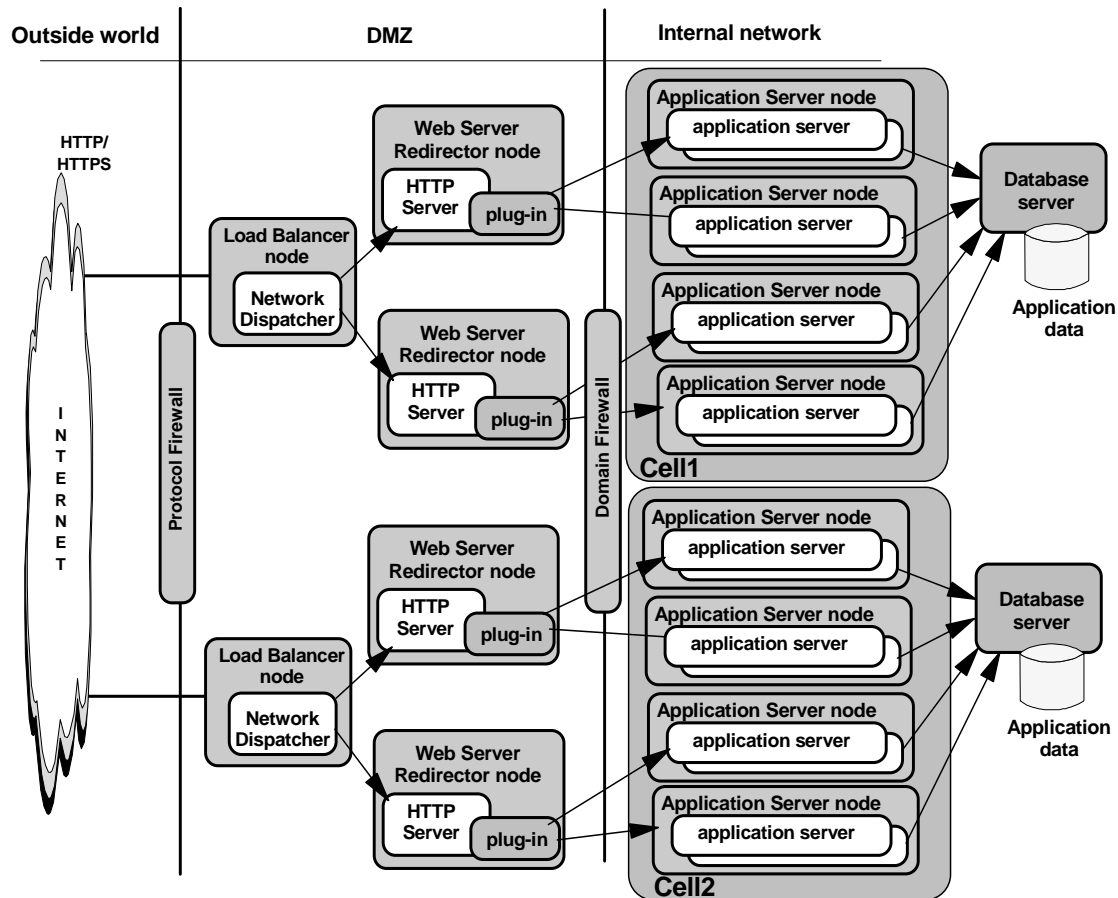 Outside world
DMZ
Internal network
HTTP/
HTTPS
INTERNET
Protocol Firewall
Load Balancer
node
Network
Dispatcher
Web Server
Redirector node
HTTP
Server
plug-in
Web Server
Redirector node
HTTP
Server
plug-in
Domain Firewall
Application Server node
application server
Application Server node
application server
Application Server node
application server
Application Server node
application server
Cell1
Database
server
Application
data
Load Balancer
node
Network
Dispatcher
Web Server
Redirector node
HTTP
Server
plug-in
Web Server
Redirector node
HTTP
Server
plug-in
Application Server node
application server
Application Server node
application server
Application Server node
application server
Application Server node
application server
Cell2
Database
server
Application
data